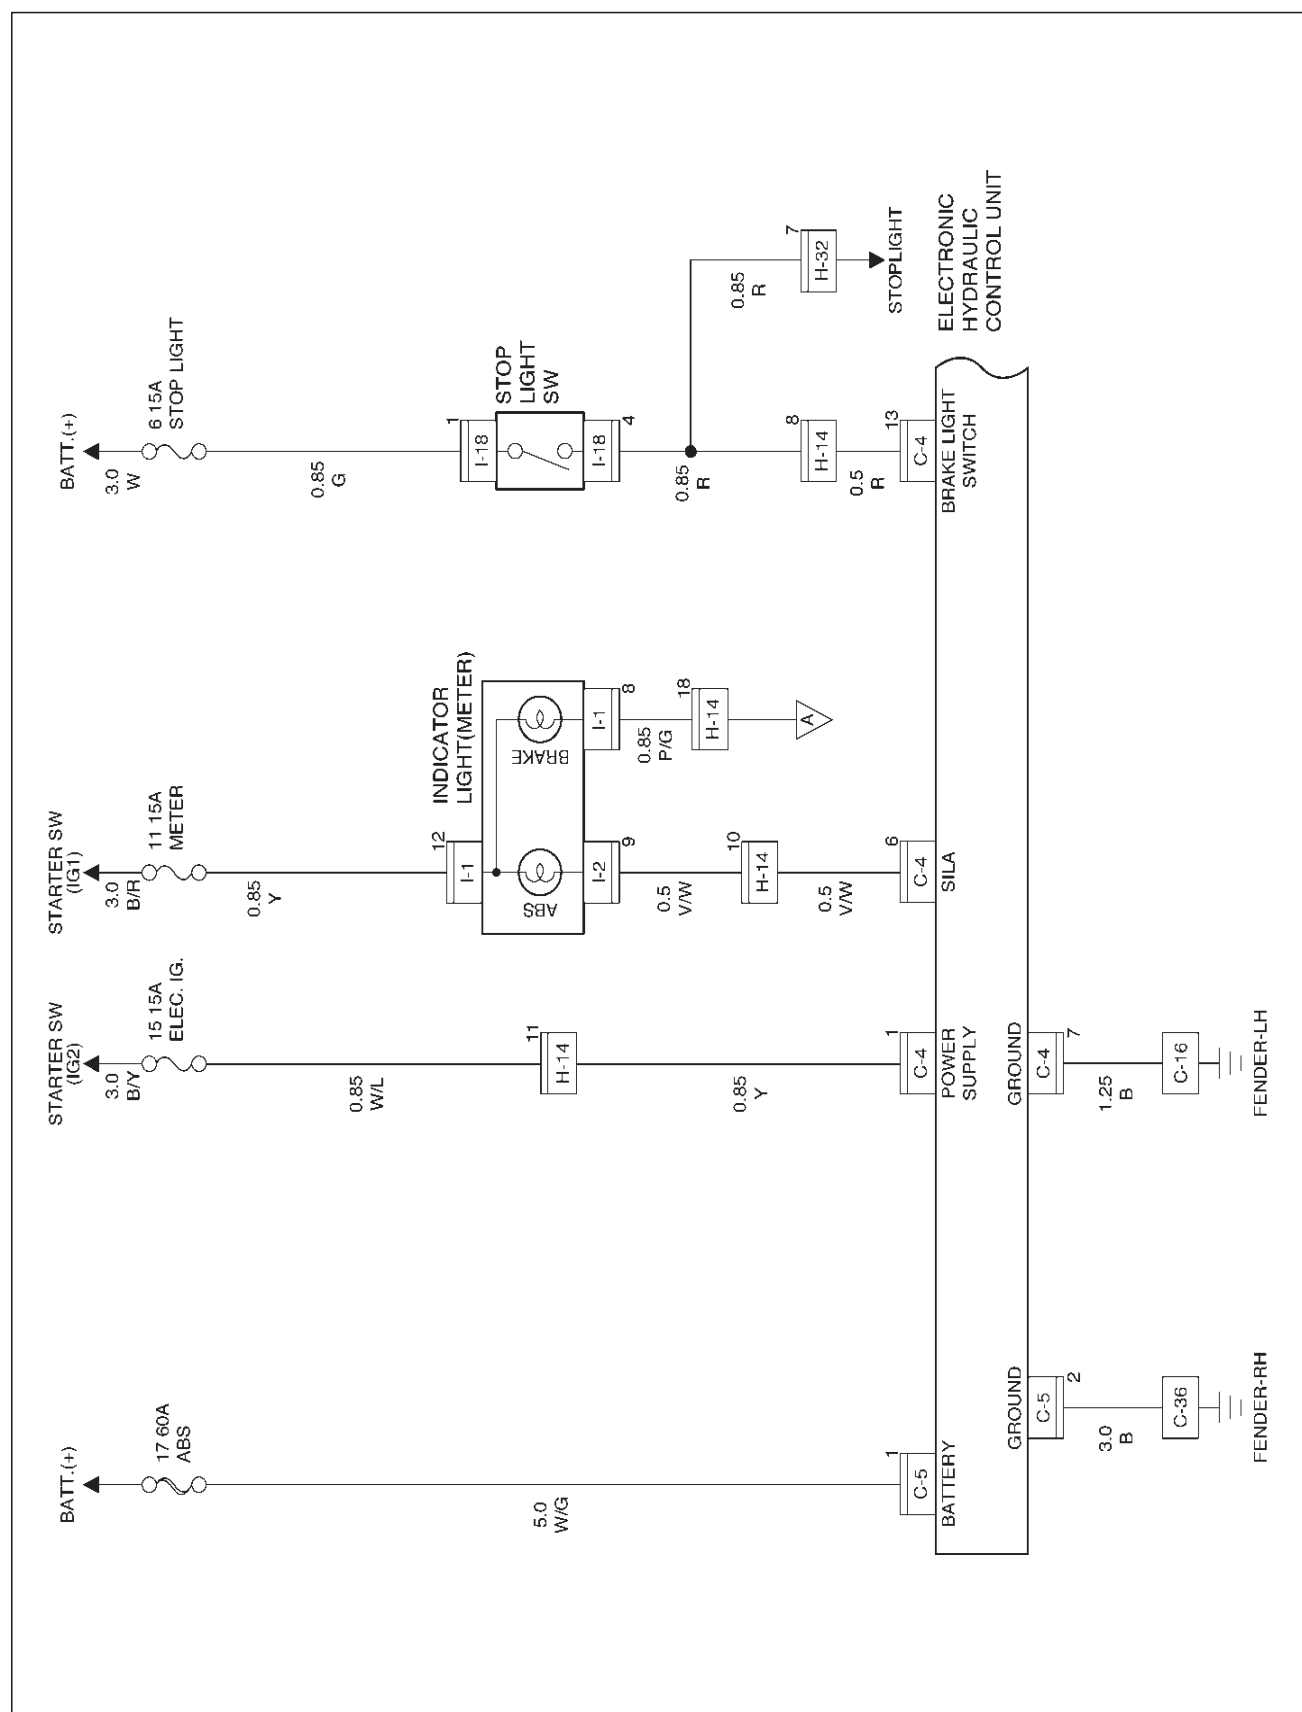 BATT.(+)
3.0
W/G
17 60A
ABS
5.0
W/G
1
C-5
BATTERY
GROUND
C-5
2
3.0
B
C-36
FENDER-RH
STARTER SW
(IG2)
3.0
B/Y
15 15A
ELEC. IG.
0.85
W/L
11
H-14
0.85
Y
1
C-4
POWER
SUPPLY
GROUND
C-4
7
1.25
B
C-16
FENDER-LH
STARTER SW
(IG1)
3.0
B/R
11 15A
METER
0.85
Y
INDICATOR
LIGHT(METER)
12
I-1
ABS
BRAKE
I-2
9
I-1
8
0.5
V/W
10
H-14
0.5
V/W
6
C-4
SILA
0.85
P/G
18
H-14
A
BATT.(+)
3.0
W
6 15A
STOP LIGHT
0.85
G
STOP
LIGHT
SW
1
I-18
I-18
4
0.85
R
8
H-14
0.5
R
13
C-4
BRAKE LIGHT
SWITCH
0.85
R
7
H-32
STOPLIGHT
ELECTRONIC
HYDRAULIC
CONTROL UNIT